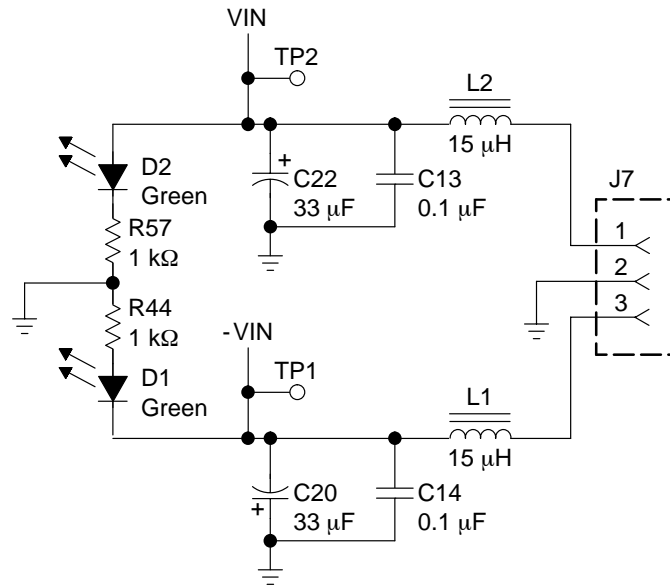 VIN
TP2
L2
15 μH
D2
Green
+
C22
33 μF
C13
0.1 μF
J7
1
2
3
R57
1 kΩ
R44
1 kΩ
-VIN
TP1
D1
Green
L1
15 μH
C20
33 μF
+
C14
0.1 μF